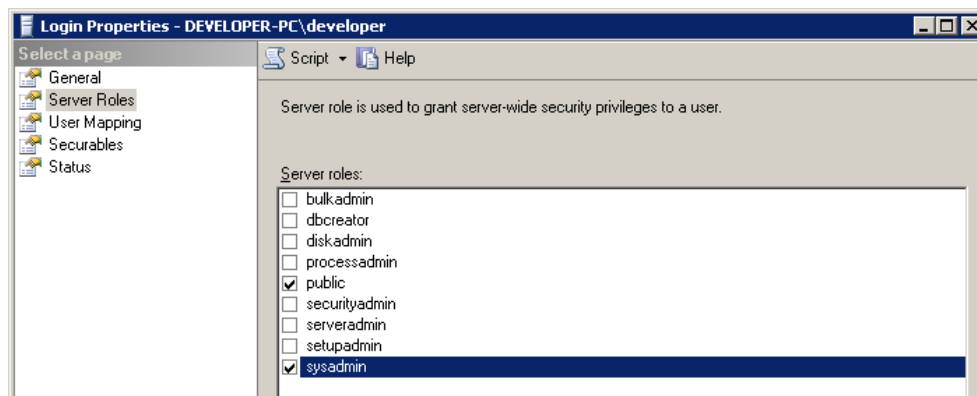 Login Properties - DEVELOPER-PC\developer
Select a page
General
Server Roles
User Mapping
Securables
Status
Script
Help
Server role is used to grant server-wide security privileges to a user.
Server roles:
bulkadmin
dbcreator
diskadmin
processadmin
public
securityadmin
serveradmin
setupadmin
sysadmin